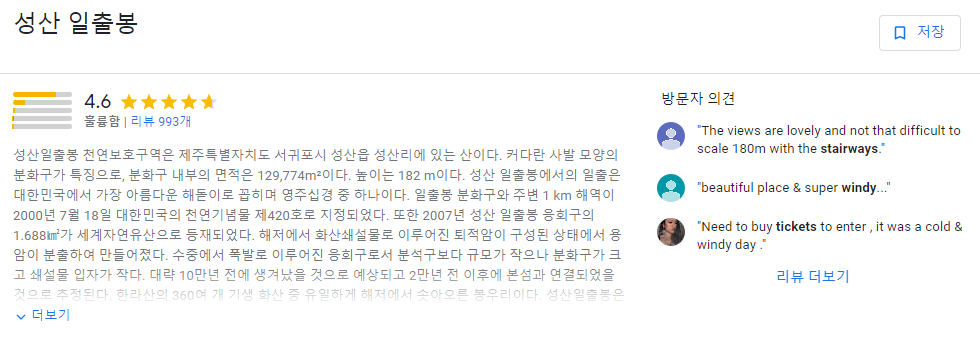 성산 일출봉
저장
4.6
훌륭함 | 리뷰 993개
성산일출봉 천연보호구역은 제주특별자치도 서귀포시 성산읍 성산리에 있는 산이다. 커다란 사발 모양의
분화구가 특징으로, 분화구 내부의 면적은 129,774m²이다. 높이는 182 m이다. 성산 일출봉에서의 일출은
대한민국에서 가장 아름다운 해돋이로 꼽히며 영주십경 중 하나이다. 일출봉 분화구와 주변 1 km 해역이
2000년 7월 18일 대한민국의 천연기념물 제420호로 지정되었다. 또한 2007년 성산 일출봉 응회구의
1.688㎢가 세계자연유산으로 등재되었다. 해저에서 화산쇄설물로 이루어진 퇴적암이 구성된 상태에서 용
암이 분출하여 만들어졌다. 수중에서 폭발로 이루어진 응회구로서 분석구보다 규모가 작으나 분화구가 크
고 쇄설물 입자가 작다. 대략 10만년 전에 생겨났을 것으로 예상되고 2만년 전 이후에 본섬과 연결되었을
것으로 추정된다. 한라산의 360여 개 기생 화산 중 유일하게 해저에서 솟아오른 봉우리이다. 성산일출봉은
더보기
방문자 의견
"The views are lovely and not that difficult to
scale 180m with the stairways."
"beautiful place & super windy..."
"Need to buy tickets to enter , it was a cold &
windy day ."
리뷰 더보기